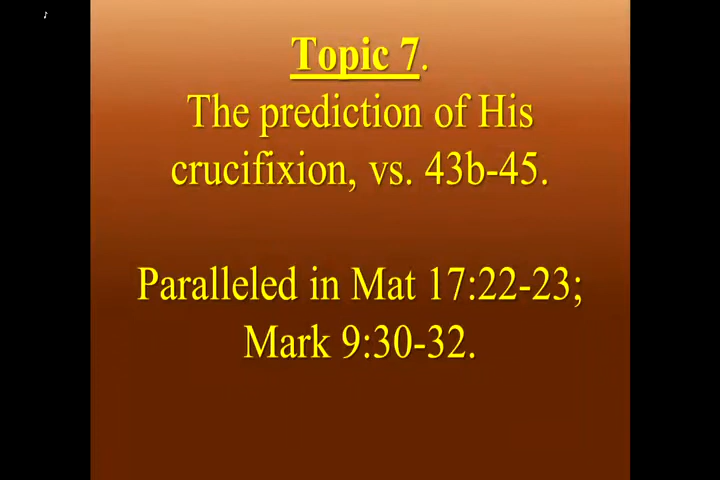 Topic 7.
The prediction of His
crucifixion, vs. 43b-45.
Paralleled in Mat 17:22-23;
Mark 9:30-32.